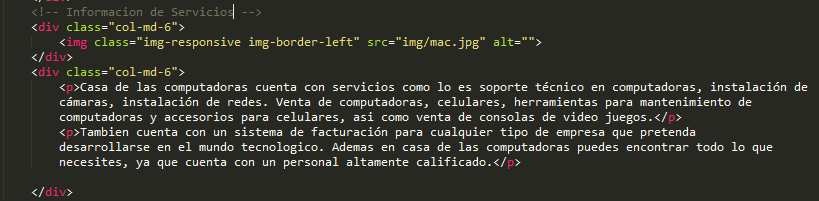 <!-- Informacion de Servicios -->
<div class="col-md-6">
<img class="img-responsive img-border-left" src="img/mac.jpg" alt="">
</div>
<div class="col-md-6">
<p>Casa de las computadoras cuenta con servicios como lo es soporte técnico en computadoras, instalación de
cámaras, instalación de redes. Venta de computadoras, celulares, herramientas para mantenimiento de
computadoras y accesorios para celulares, asi como venta de consolas de video juegos.</p>
<p>Tambien cuenta con un sistema de facturación para cualquier tipo de empresa que pretenda
desarrollarse en el mundo tecnologico. Ademas en casa de las computadoras puedes encontrar todo lo que
necesites, ya que cuenta con un personal altamente calificado.</p>
</div>